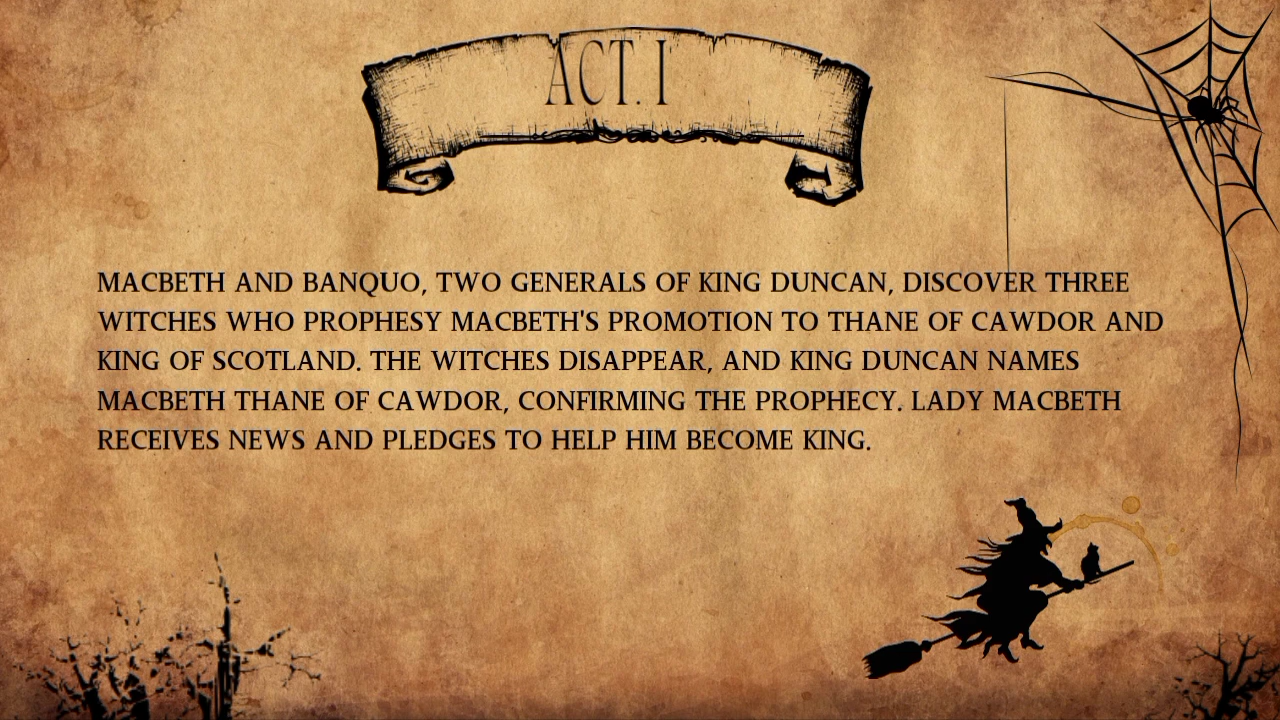 ACT. I
MACBETH AND BANQUO, TWO GENERALS OF KING DUNCAN, DISCOVER THREE
WITCHES WHO PROPHESY MACBETH'S PROMOTION TO THANE OF CAWDOR AND
KING OF SCOTLAND. THE WITCHES DISAPPEAR, AND KING DUNCAN NAMES
MACBETH THANE OF CAWDOR, CONFIRMING THE PROPHECY. LADY MACBETH
RECEIVES NEWS AND PLEDGES TO HELP HIM BECOME KING.